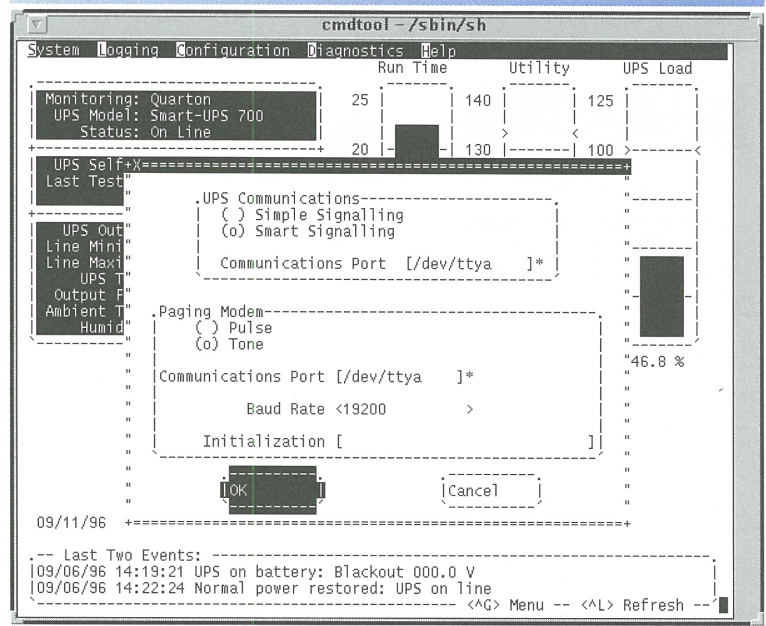 cmdtool – /sbin/sh
System Logging Configuration Diagnostics Help
Run Time Utility UPS Load
Monitoring: Quarton 25 140 125
UPS Model: Smart-UPS 700
Status: On Line
20 130 100
UPS Self
Last Test
UPS Communications
( ) Simple Signalling
(o) Smart Signalling
Communications Port [/dev/ttya ]*
UPS Out
Line Mini
Line Maxi
UPS T
Output F
Ambient T
Humid
Paging Modem
( ) Pulse
(o) Tone
46.8 %
Communications Port [/dev/ttya ]*
Baud Rate <19200 >
Initialization [ ]
OK Cancel
09/11/96
-- Last Two Events: --
09/06/96 14:19:21 UPS on battery: Blackout 000.0 V
09/06/96 14:22:24 Normal power restored: UPS on line
<^G> Menu -- <^L> Refresh --